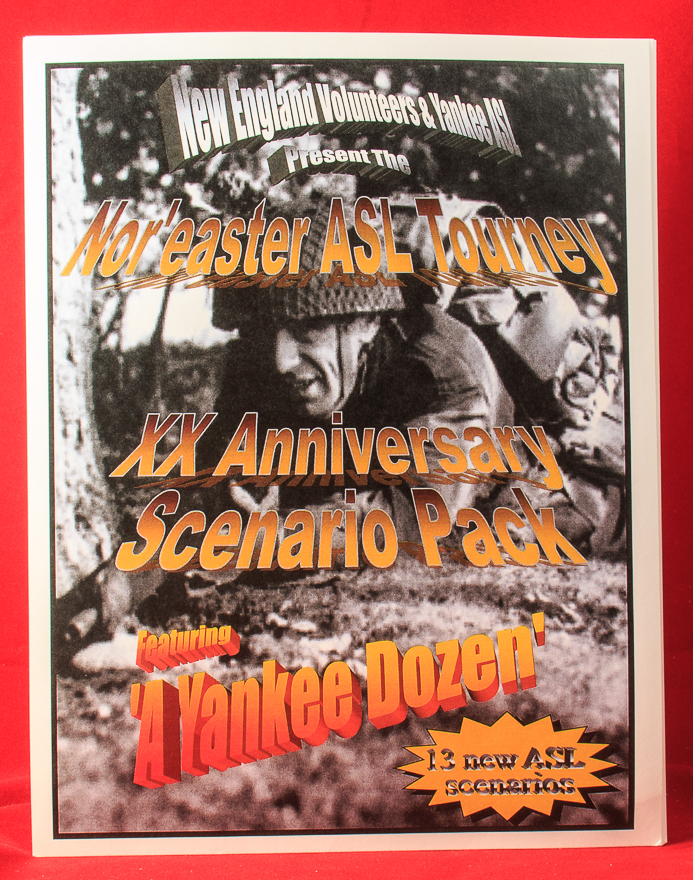 New England Volunteers & Yankee ASL
Present The
Nor'easter ASL Tourney
XX Anniversary
Scenario Pack
Featuring
'A Yankee Dozen'
13 new ASL
scenarios